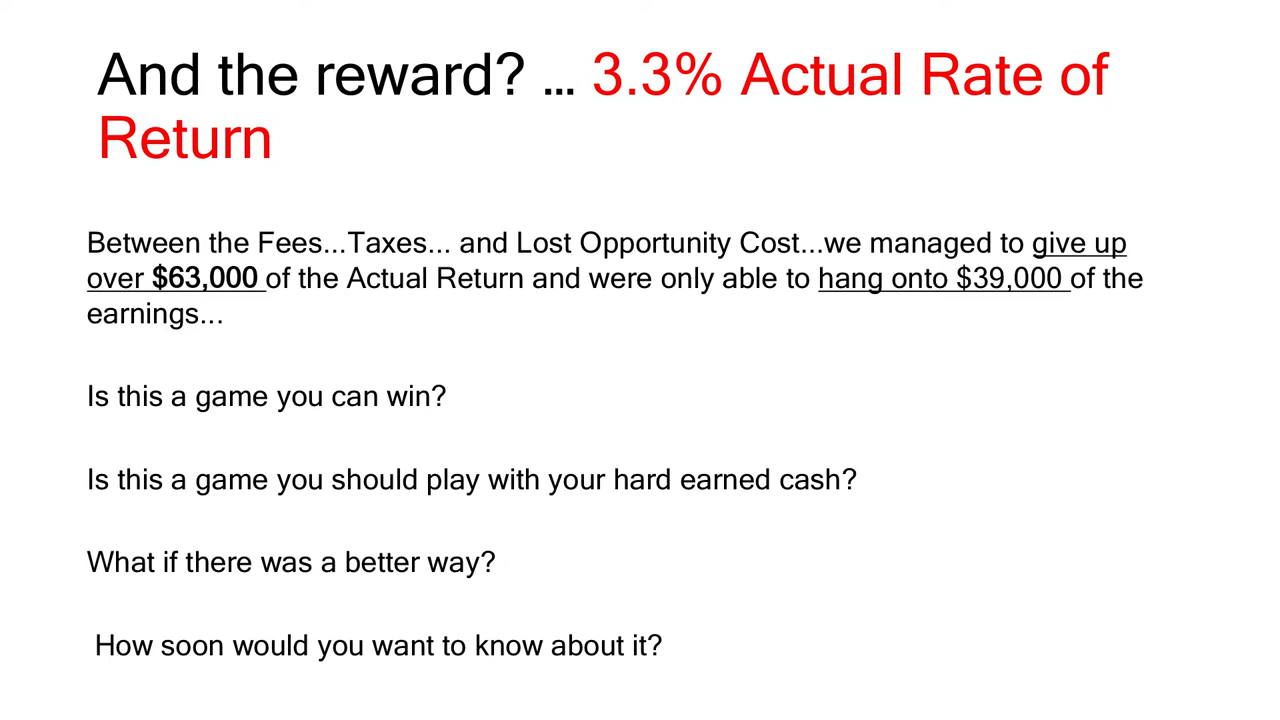 And the reward? ... 3.3% Actual Rate of
Return
Between the Fees...Taxes... and Lost Opportunity Cost...we managed to give up
over $63,000 of the Actual Return and were only able to hang onto $39,000 of the
earnings...
Is this a game you can win?
Is this a game you should play with your hard earned cash?
What if there was a better way?
How soon would you want to know about it?